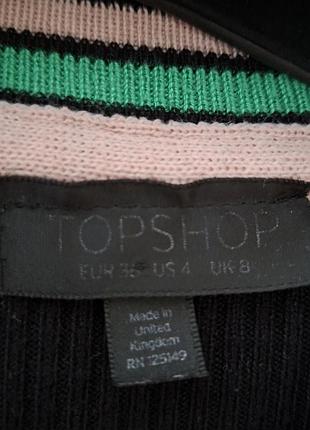 TOPSHOP
EUR 36 US 4 UK 8
Made in
United
Kingdom
RN 125149